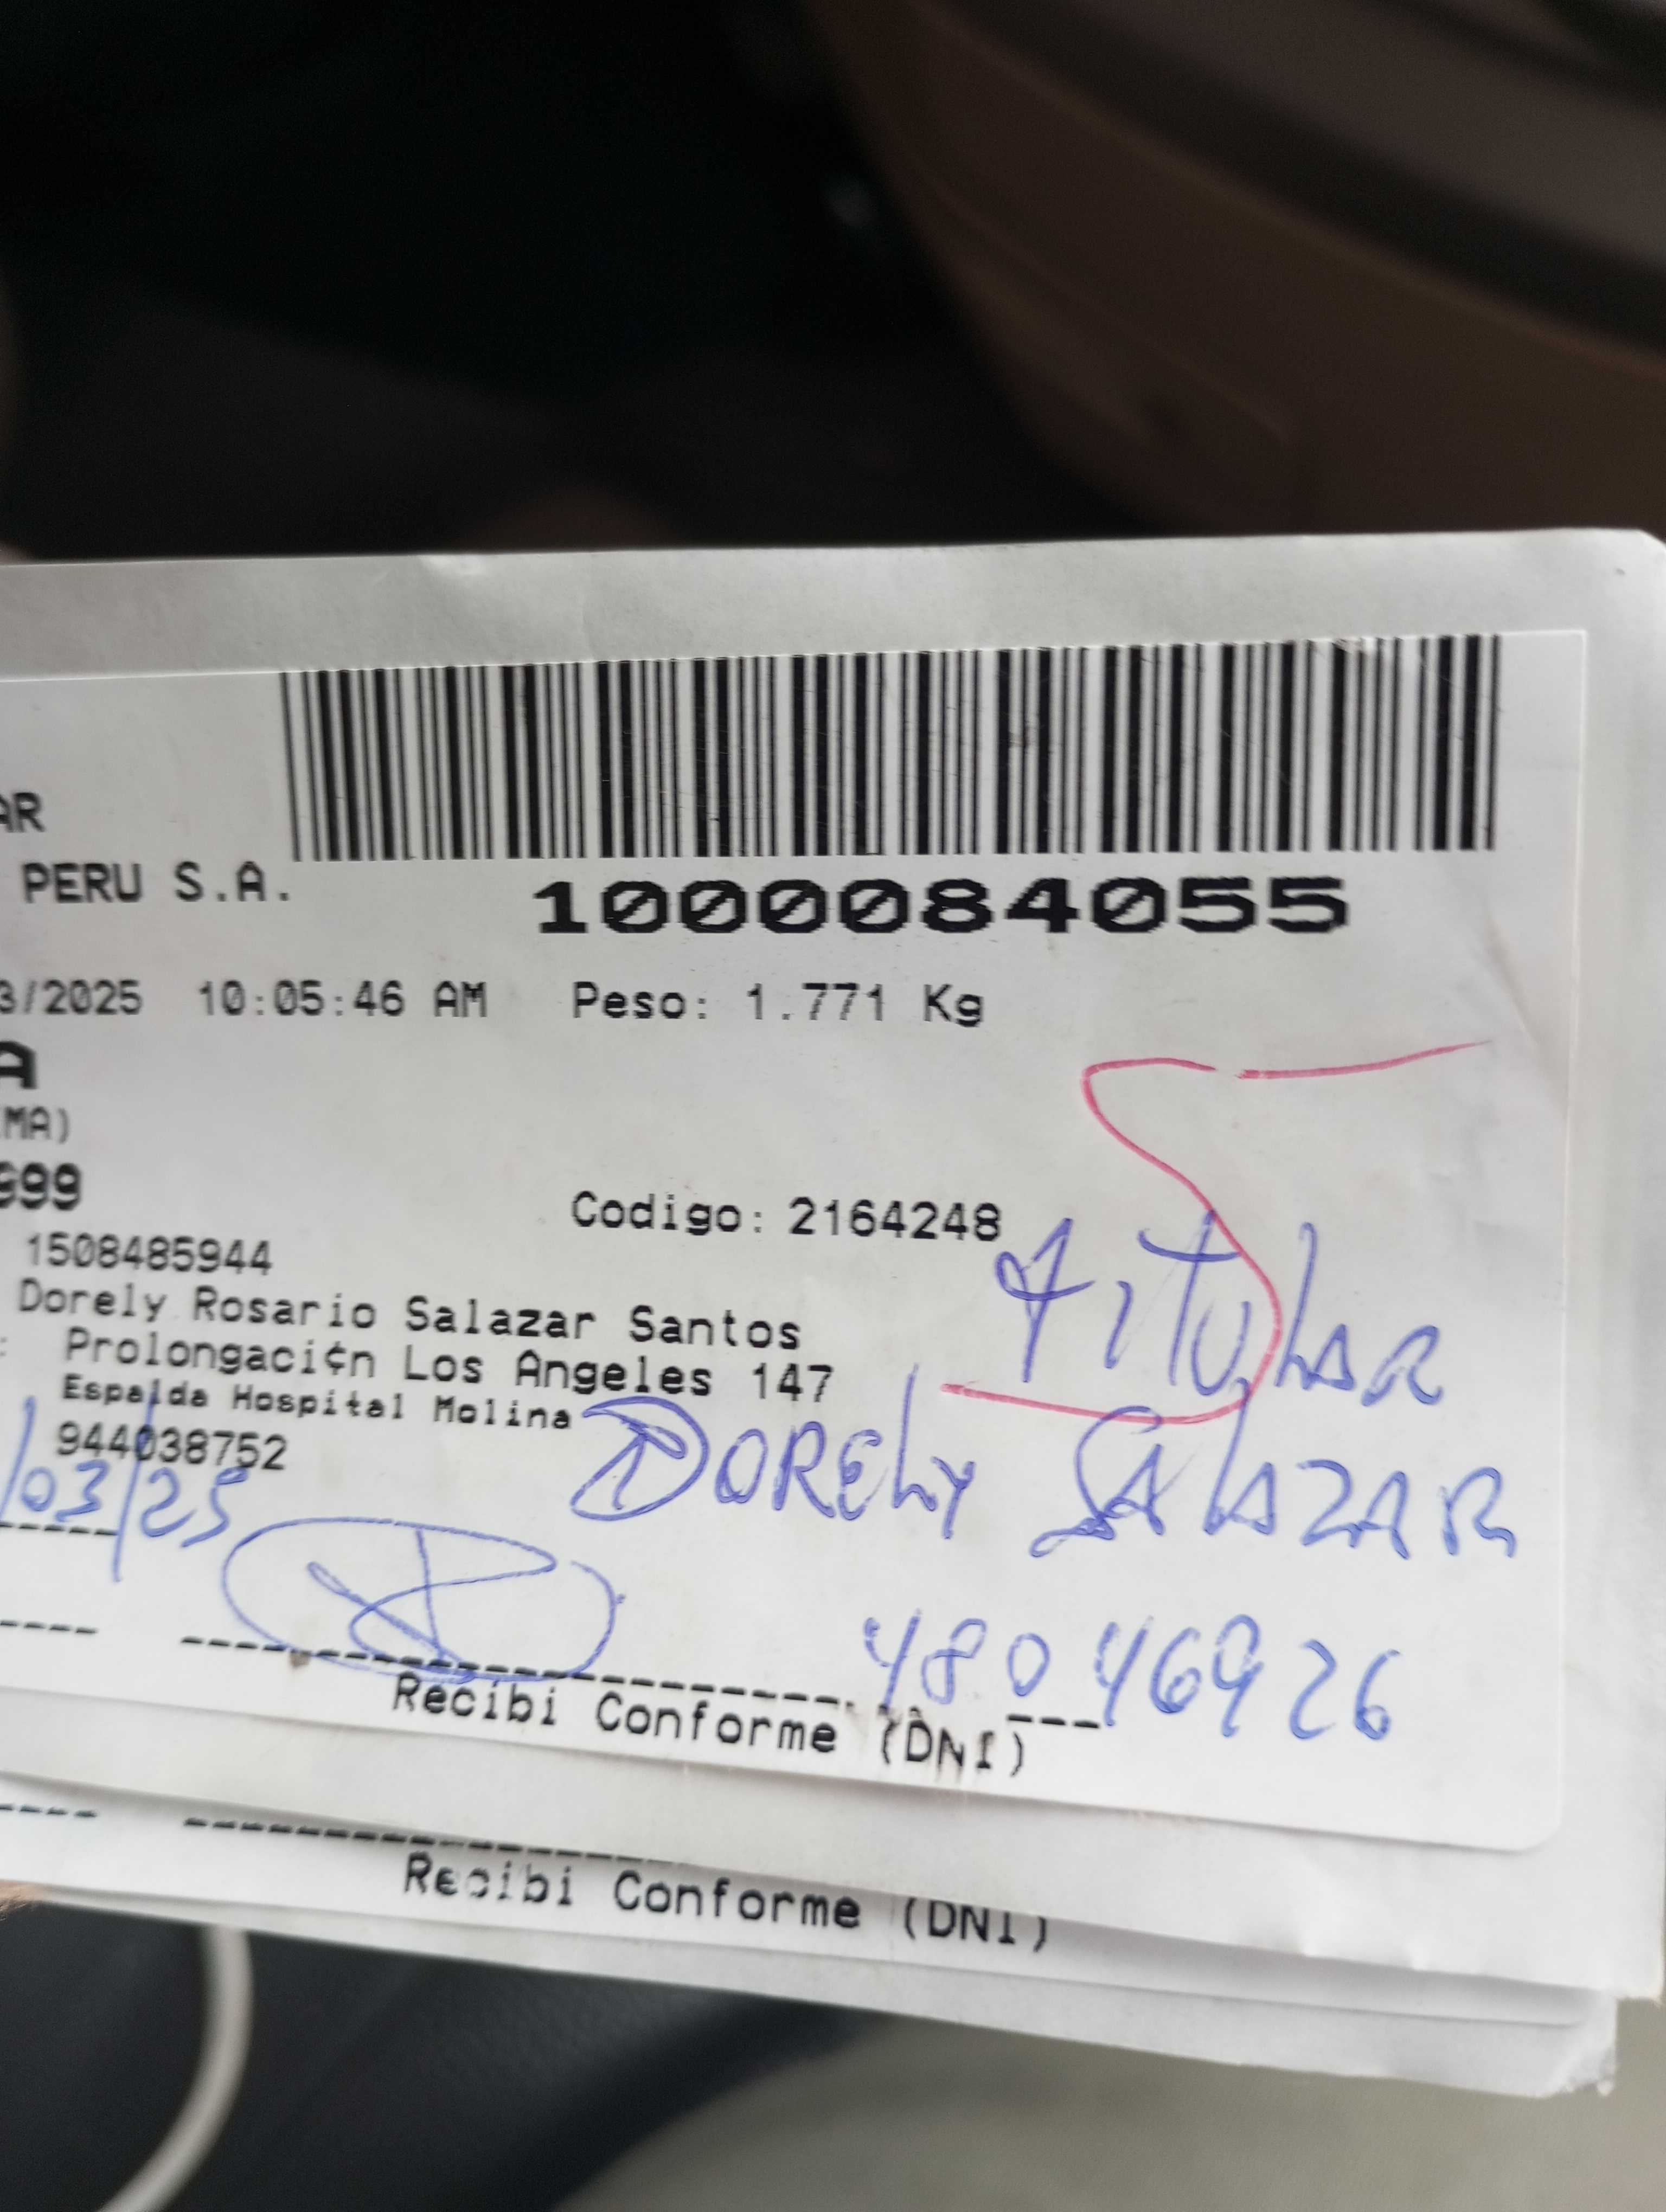 AR
PERU S.A.
1000084055
3/2025 10:05:46 AM Peso: 1.771 Kg
A
MA)
699
Codigo: 2164248
1508485944
Dorely Rosario Salazar Santos
: Prolongaci¢n Los Angeles 147
Espalda Hospital Molina
944038752
TITULAR
DORELY SALAZAR
/03/25
48046926
Recibi Conforme (DNI)
Recibi Conforme (DNI)